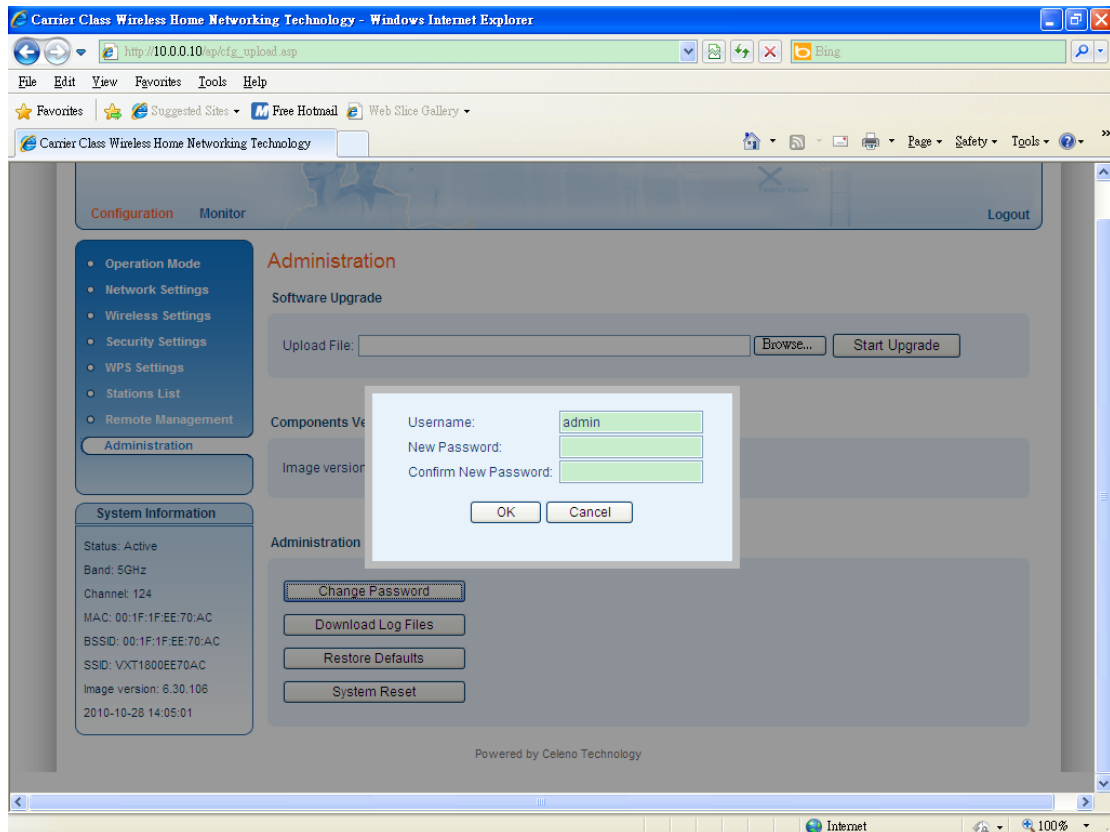 Carrier Class Wireless Home Networking Technology - Windows Internet Explorer
http://10.0.0.10/ap/cfg_upload.asp
Bing
File Edit View Favorites Tools Help
Favorites Suggested Sites Free Hotmail Web Slice Gallery
Carrier Class Wireless Home Networking Technology
Page Safety Tools
Configuration Monitor
Logout
Operation Mode
Network Settings
Wireless Settings
Security Settings
WPS Settings
Stations List
Remote Management
Administration
System Information
Status: Active
Band: 5GHz
Channel: 124
MAC: 00:1F:1F:EE:70:AC
BSSID: 00:1F:1F:EE:70:AC
SSID: VXT1800EE70AC
Image version: 6.30.106
2010-10-28 14:05:01
Administration
Software Upgrade
Upload File: Browse... Start Upgrade
Components Ve
Image version
Username: admin
New Password:
Confirm New Password:
OK Cancel
Administration
Change Password
Download Log Files
Restore Defaults
System Reset
Powered by Celeno Technology
Internet
100%